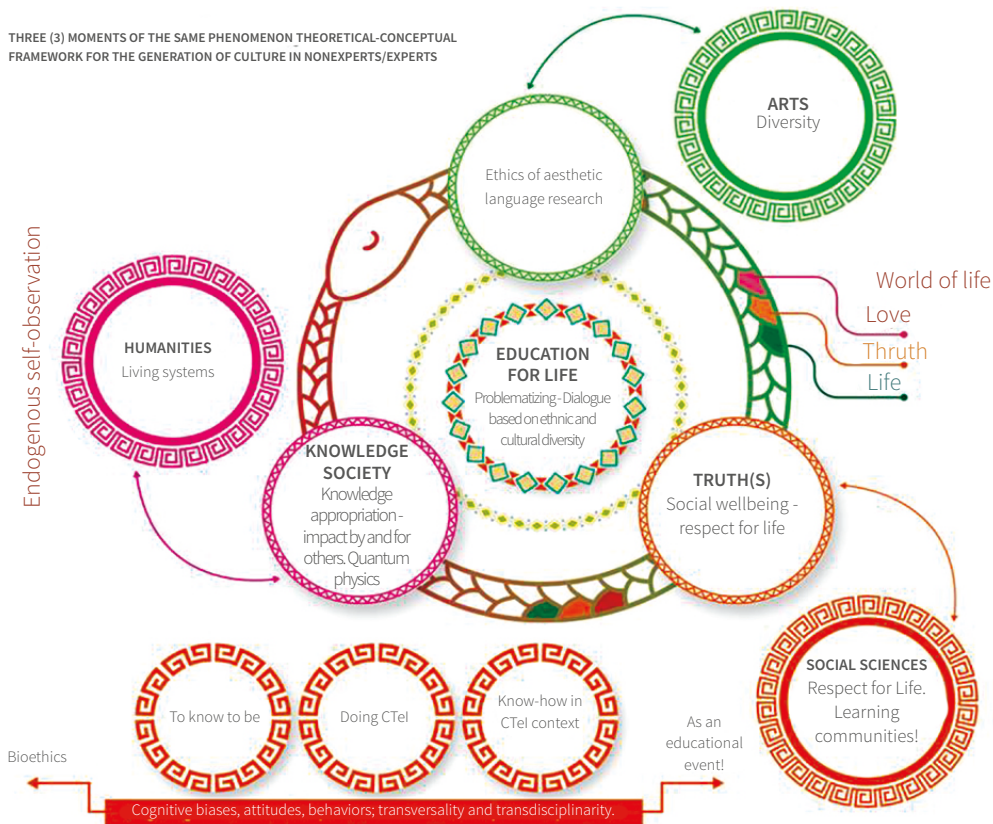 THREE (3) MOMENTS OF THE SAME PHENOMENON THEORETICAL-CONCEPTUAL
FRAMEWORK FOR THE GENERATION OF CULTURE IN NONEXPERTS/EXPERTS
ARTS
Diversity
Ethics of aesthetic
language research
Endogenous self-observation
World of life
Love
Thruth
Life
HUMANITIES
Living systems
EDUCATION
FOR LIFE
Problematizing - Dialogue
based on ethnic and
cultural diversity
KNOWLEDGE
SOCIETY
Knowledge
appropriation -
impact by and for
others. Quantum
physics
TRUTH(S)
Social wellbeing -
respect for life
SOCIAL SCIENCES
Respect for Life.
Learning
communities!
To know to be
Doing CTeI
Know-how in
CTeI context
As an
educational
event!
Bioethics
Cognitive biases, attitudes, behaviors; transversality and transdisciplinarity.